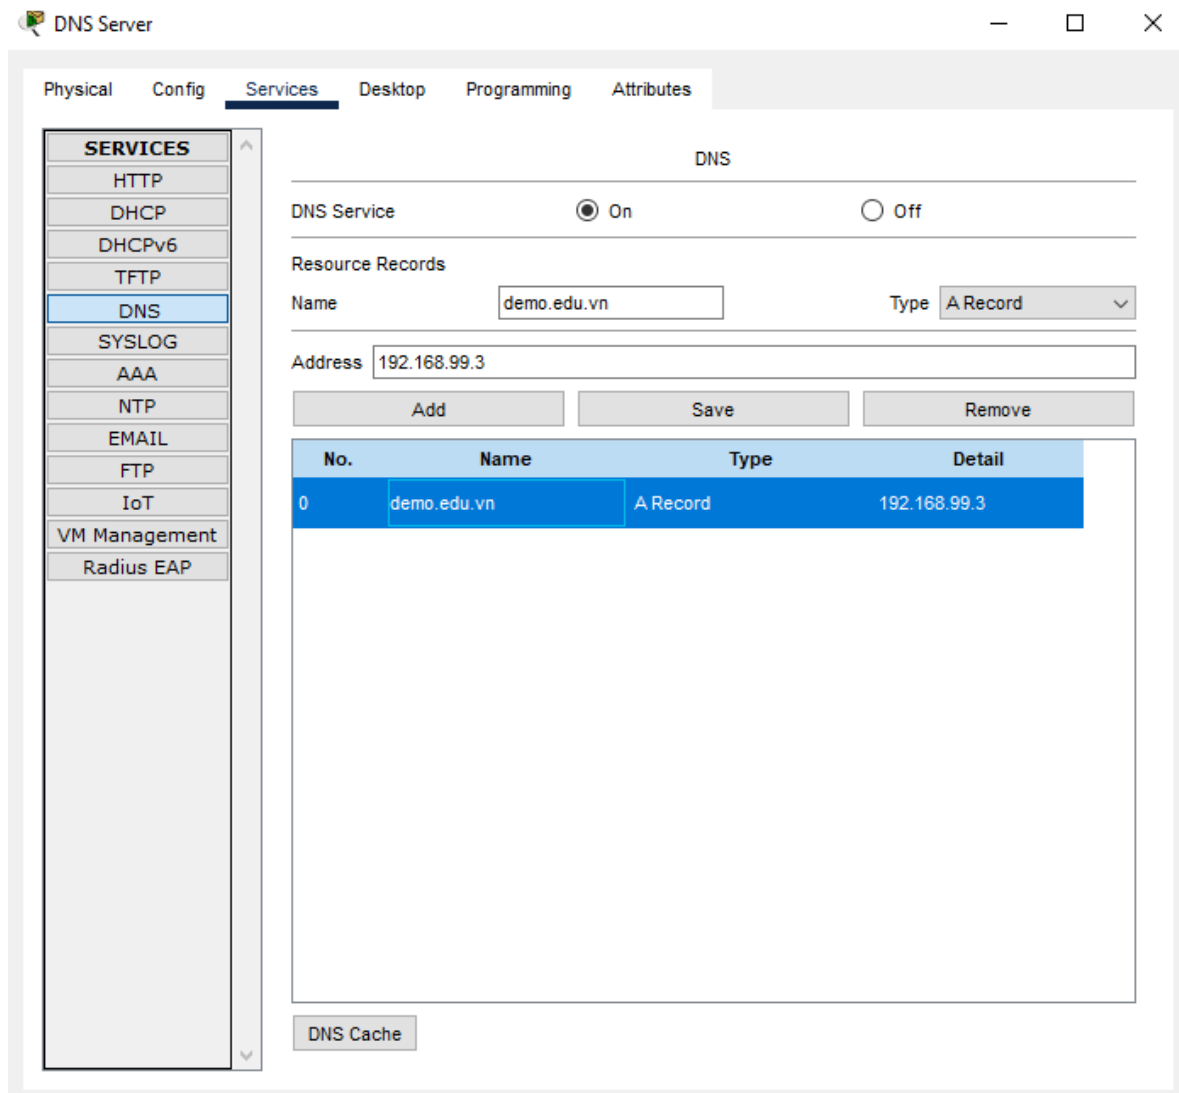 DNS Server
Physical Config Services Desktop Programming Attributes
SERVICES
HTTP
DHCP
DHCPv6
TFTP
DNS
SYSLOG
AAA
NTP
EMAIL
FTP
IoT
VM Management
Radius EAP
DNS
DNS Service On Off
Resource Records
Name demo.edu.vn Type A Record
Address 192.168.99.3
Add Save Remove
No. Name Type Detail
0 demo.edu.vn A Record 192.168.99.3
DNS Cache